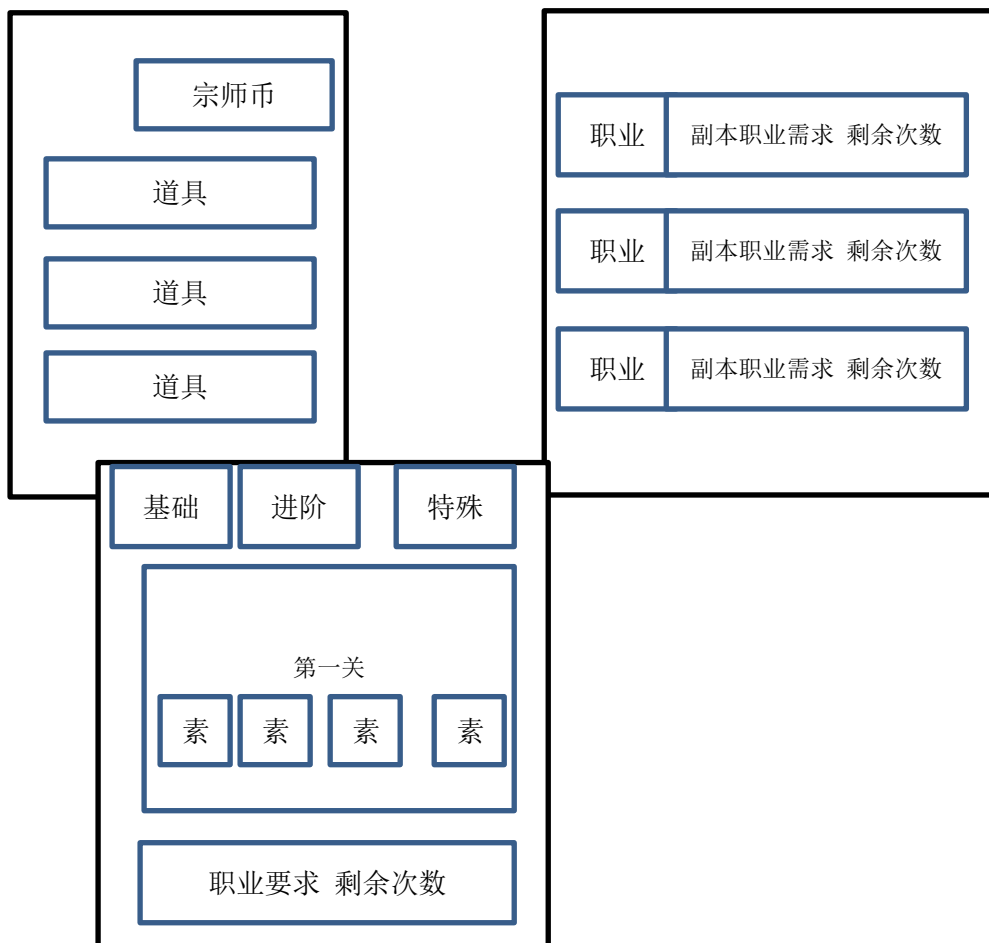 宗师币
道具
道具
道具
职业 副本职业需求 剩余次数
职业 副本职业需求 剩余次数
职业 副本职业需求 剩余次数
基础 进阶 特殊
第一关
素 素 素 素
职业要求 剩余次数